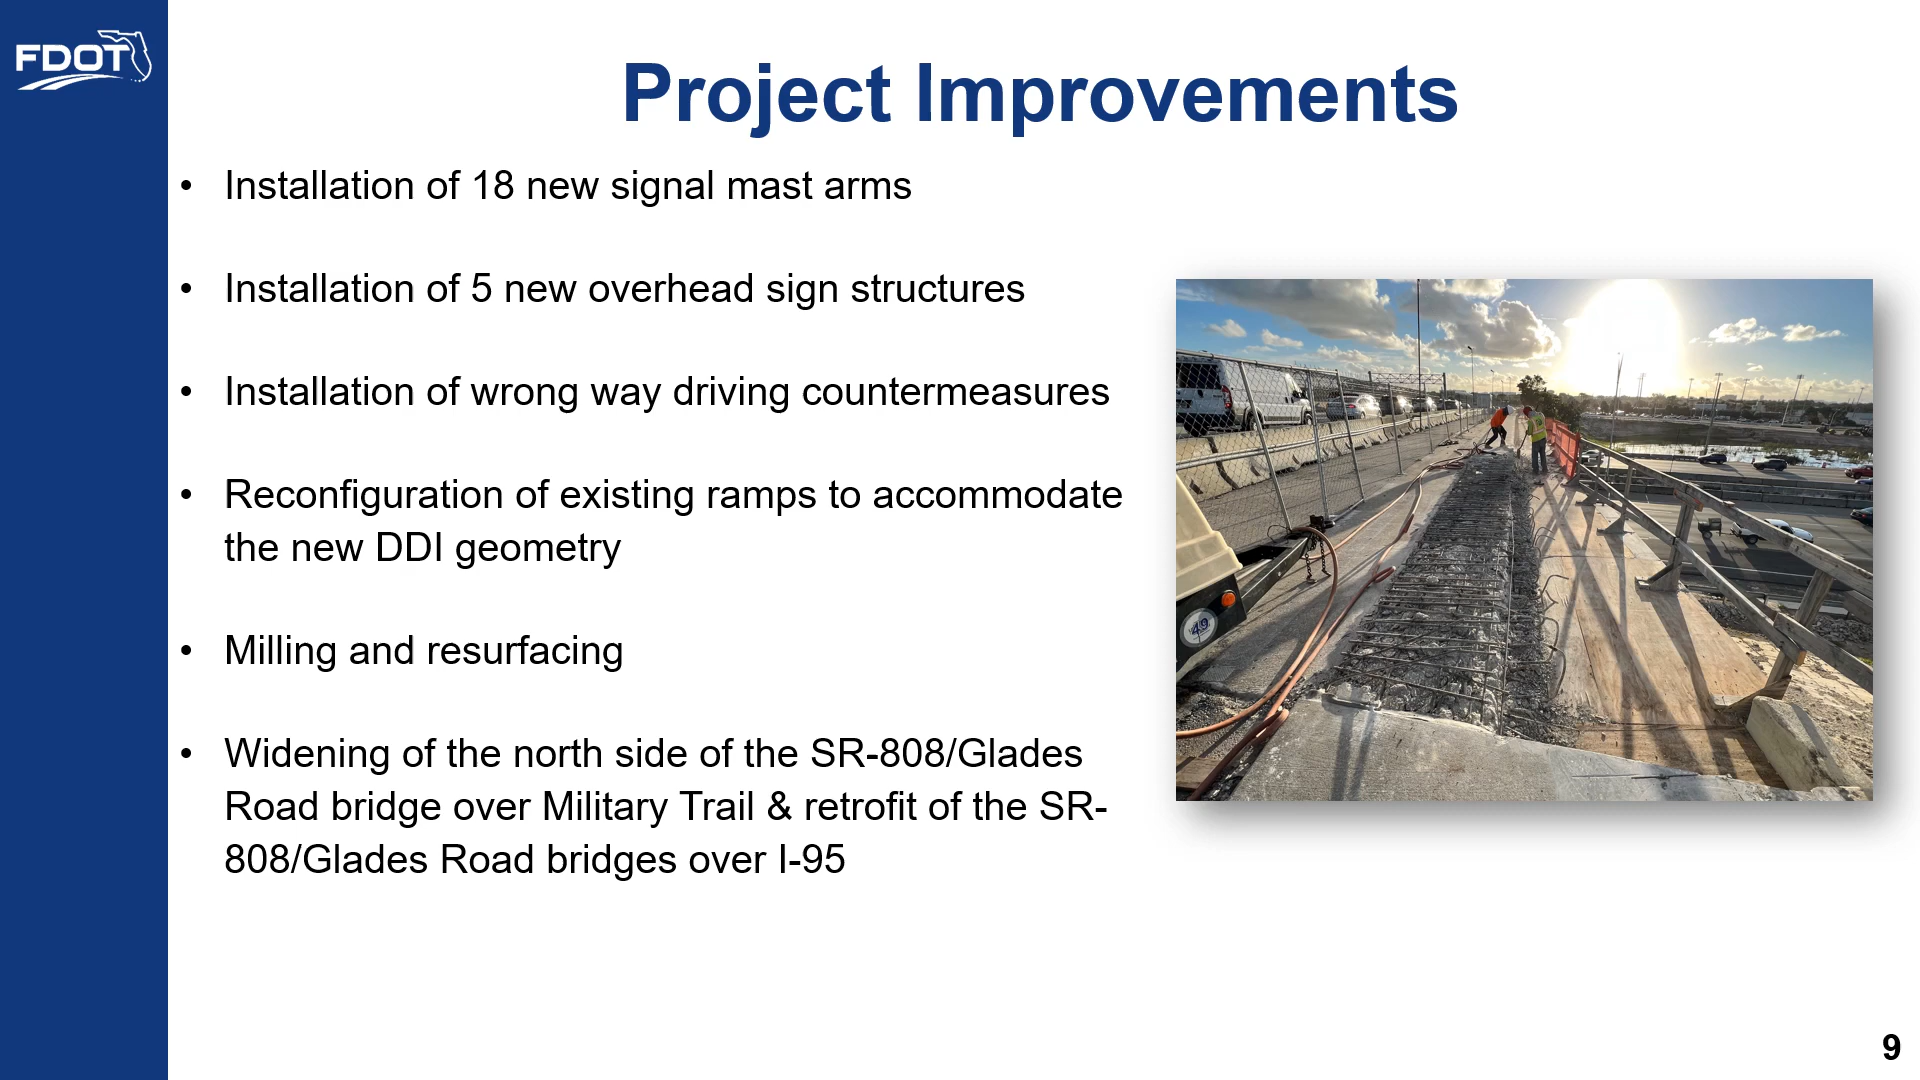 FDOT
Project Improvements
• Installation of 18 new signal mast arms
• Installation of 5 new overhead sign structures
• Installation of wrong way driving countermeasures
• Reconfiguration of existing ramps to accommodate
the new DDI geometry
• Milling and resurfacing
• Widening of the north side of the SR-808/Glades
Road bridge over Military Trail & retrofit of the SR-
808/Glades Road bridges over I-95
49
9